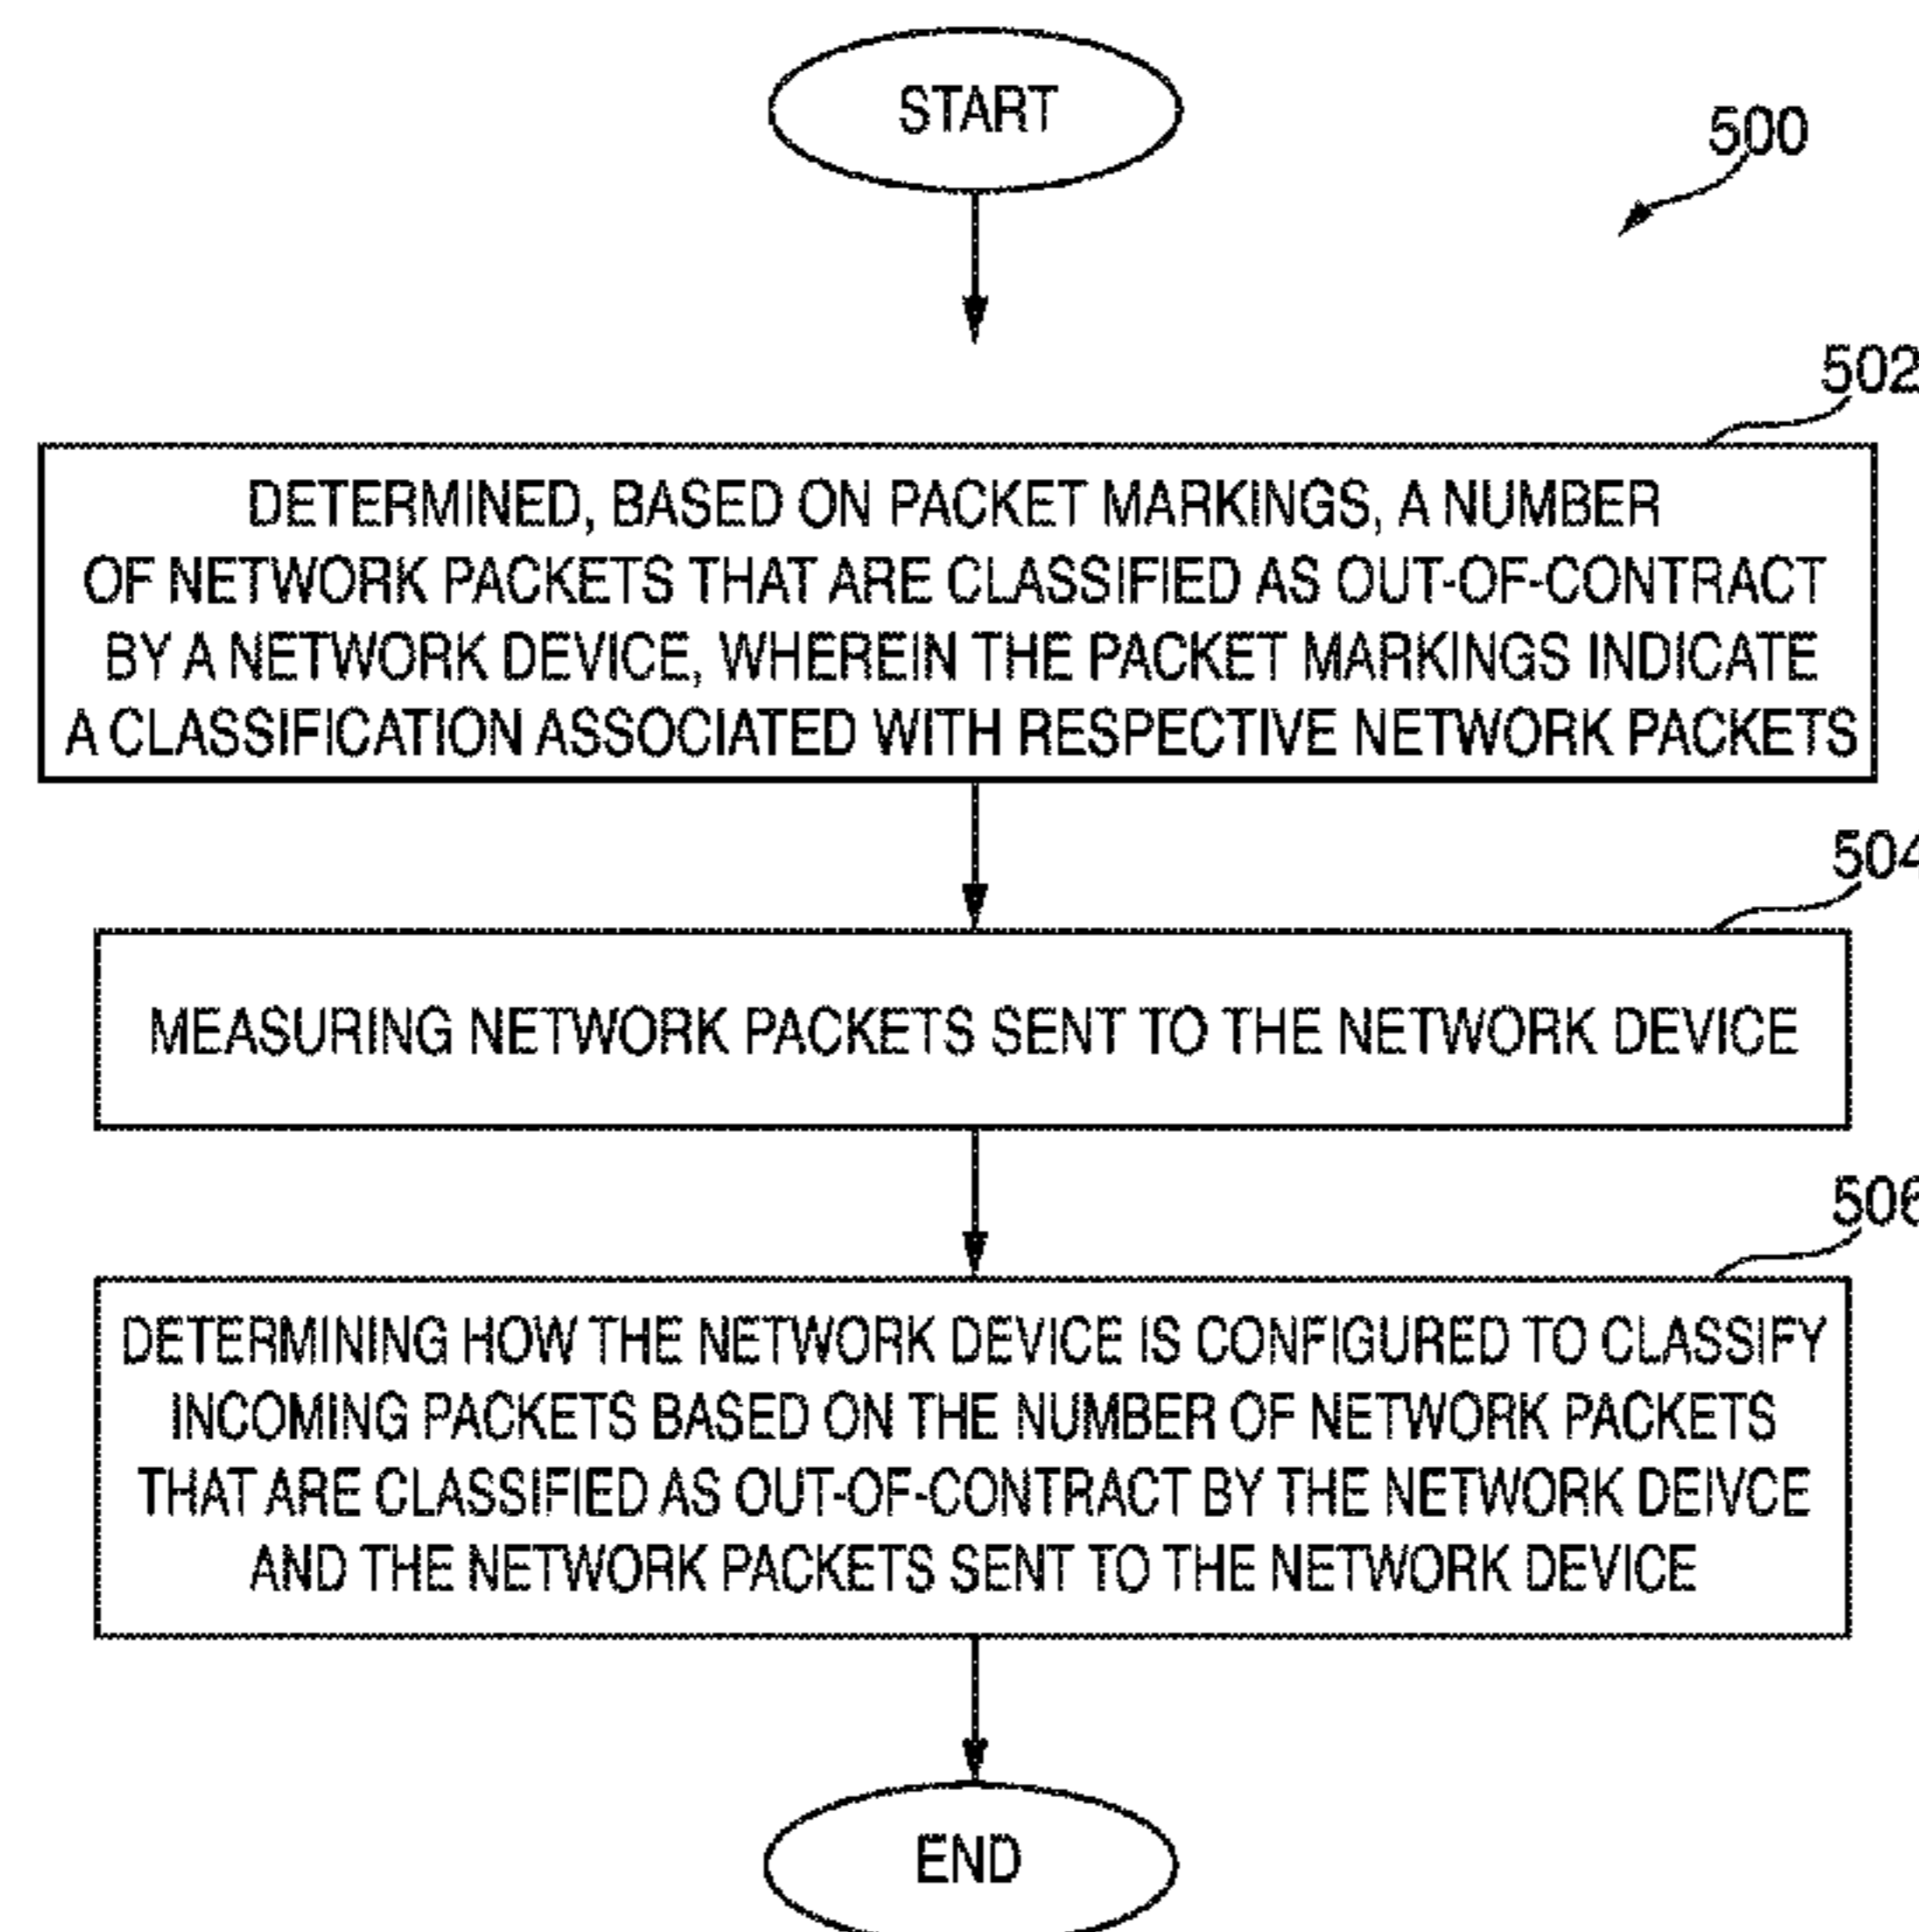 START
500
502
DETERMINED, BASED ON PACKET MARKINGS, A NUMBER
OF NETWORK PACKETS THAT ARE CLASSIFIED AS OUT-OF-CONTRACT
BY A NETWORK DEVICE, WHEREIN THE PACKET MARKINGS INDICATE
A CLASSIFICATION ASSOCIATED WITH RESPECTIVE NETWORK PACKETS
504
MEASURING NETWORK PACKETS SENT TO THE NETWORK DEVICE
506
DETERMINING HOW THE NETWORK DEVICE IS CONFIGURED TO CLASSIFY
INCOMING PACKETS BASED ON THE NUMBER OF NETWORK PACKETS
THAT ARE CLASSIFIED AS OUT-OF-CONTRACT BY THE NETWORK DEIVCE
AND THE NETWORK PACKETS SENT TO THE NETWORK DEVICE
END